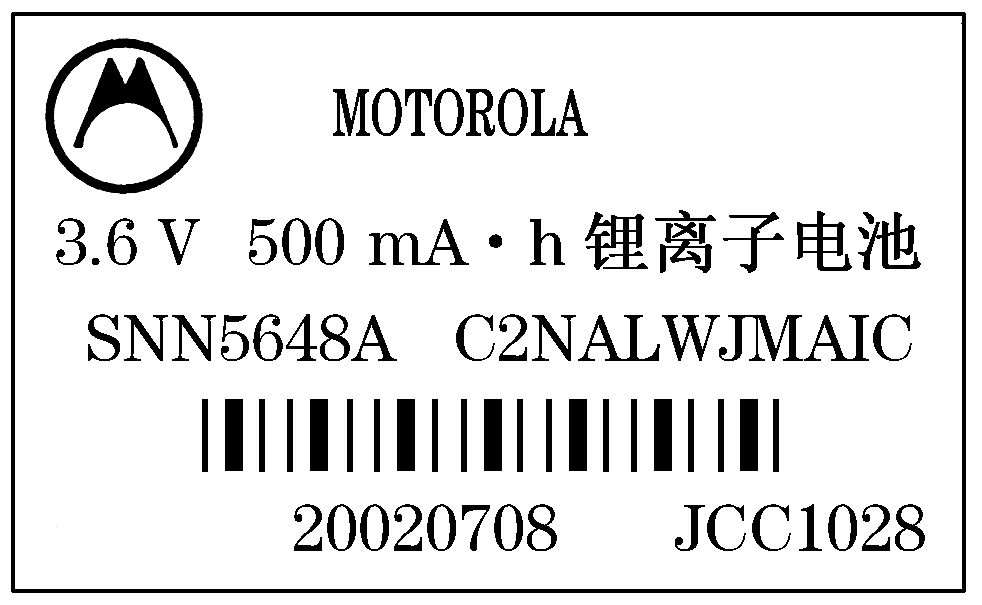 MOTOROLA
3.6 V 500 mA·h 锂离子电池
SNN5648A C2NALWJMAIC
20020708 JCC1028